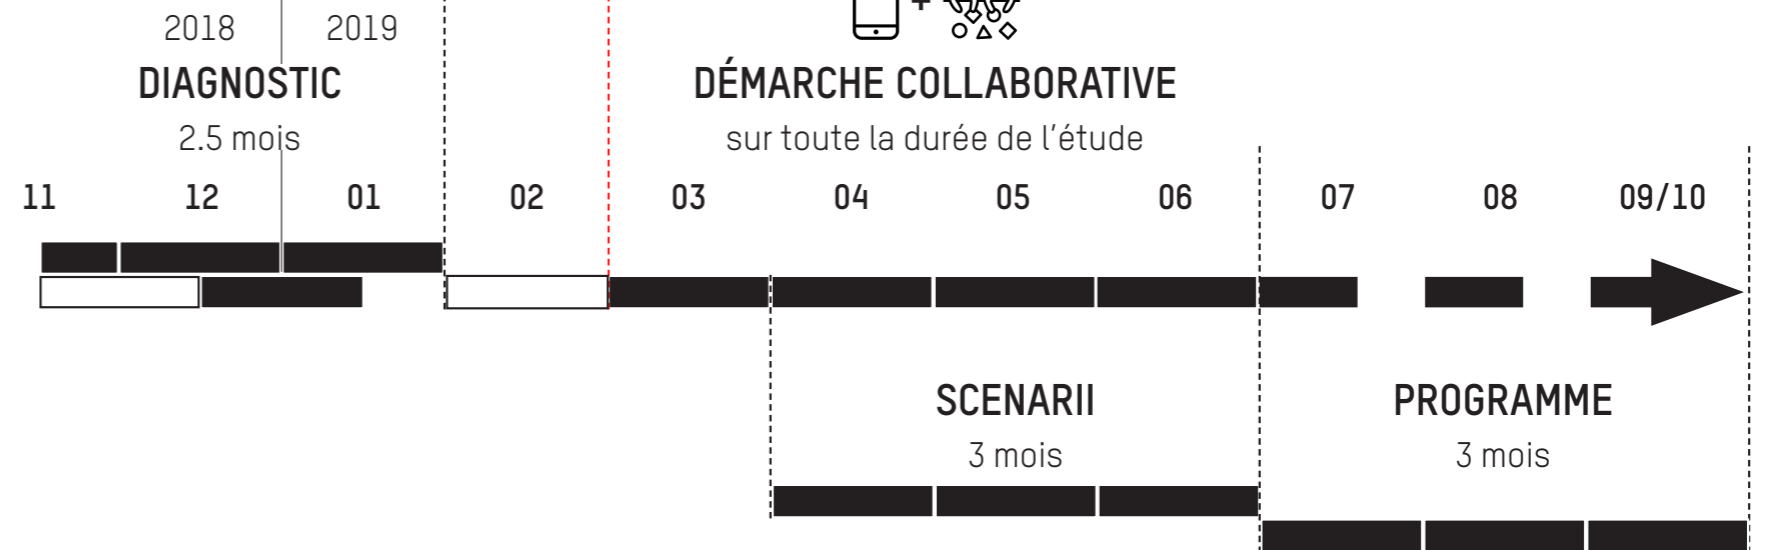 2018 2019
DIAGNOSTIC
2.5 mois
+
DÉMARCHE COLLABORATIVE
sur toute la durée de l'étude
11 12 01 02 03 04 05 06 07 08 09/10
SCENARII
3 mois
PROGRAMME
3 mois